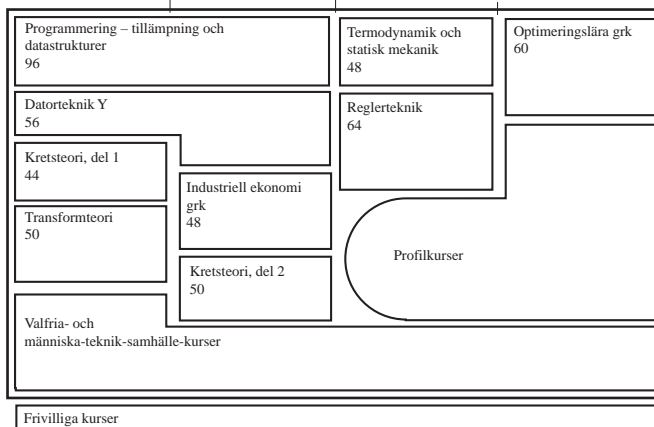 Programmering – tillämpning och
datastrukturer
96
Termodynamik och
statisk mekanik
48
Optimeringslära grk
60
Datorteknik Y
56
Reglerteknik
64
Kretsteori, del 1
44
Industriell ekonomi
grk
48
Transformteori
50
Profilkurser
Kretsteori, del 2
50
Valfria- och
människa-teknik-samhälle-kurser
Frivilliga kurser